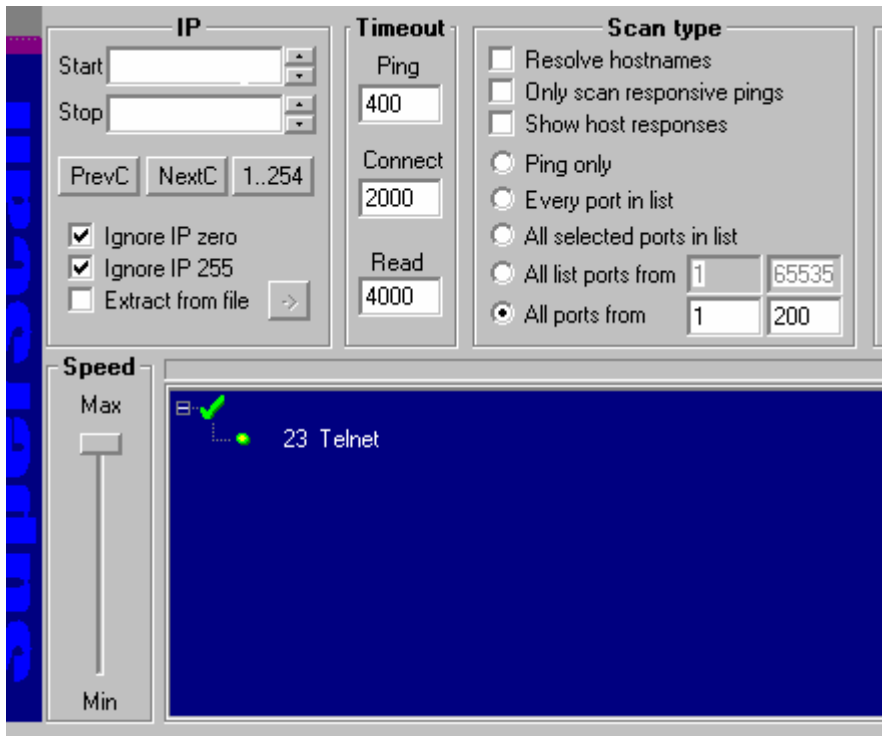 superscan
IP
Start
Stop
PrevC NextC 1..254
Ignore IP zero
Ignore IP 255
Extract from file ->
Timeout
Ping
400
Connect
2000
Read
4000
Scan type
Resolve hostnames
Only scan responsive pings
Show host responses
Ping only
Every port in list
All selected ports in list
All list ports from 1 65535
All ports from 1 200
Speed
Max
Min
23 Telnet